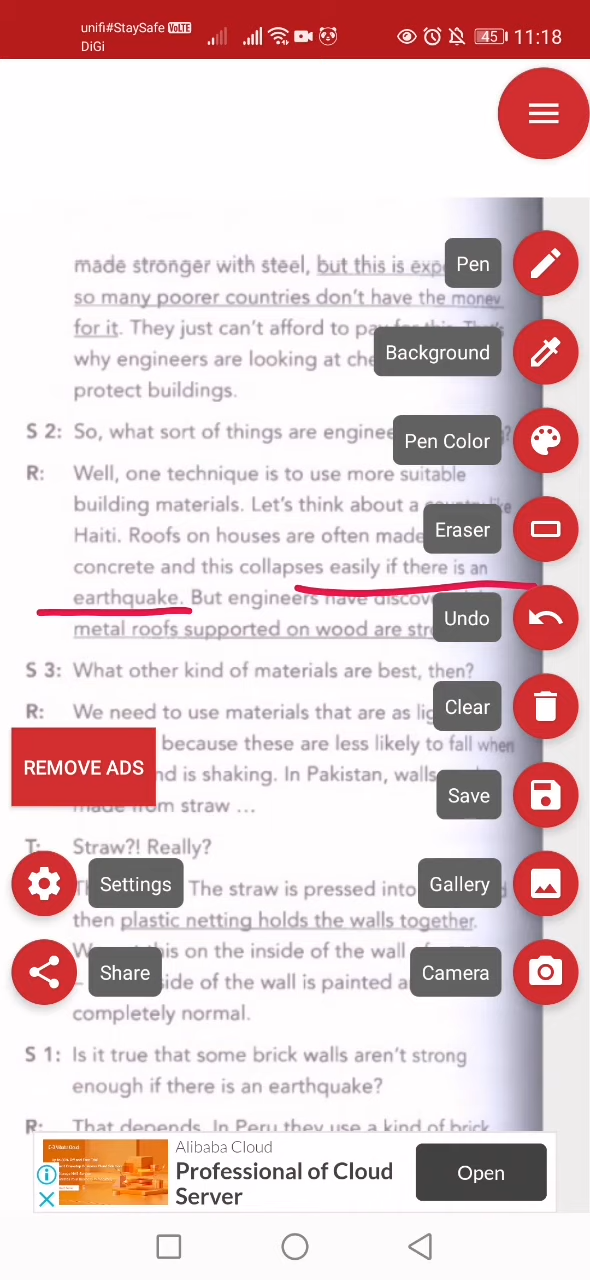 unifi#StaySafe VoLTE
DiGi
45 11:18
made stronger with steel, but this is exp
Pen
so many poorer countries don't have the money
for it. They just can't afford to pay for this. That's
Background
why engineers are looking at che
protect buildings.
S 2: So, what sort of things are enginee
?
Pen Color
R: Well, one technique is to use more suitable
building materials. Let's think about a country like
Haiti. Roofs on houses are often made
Eraser
concrete and this collapses easily if there is an
earthquake. But engineers have discov
Undo
metal roofs supported on wood are str
S 3: What other kind of materials are best, then?
R: We need to use materials that are as lig
Clear
because these are less likely to fall when
REMOVE ADS
nd is shaking. In Pakistan, walls
Save
made from straw ...
T: Straw?! Really?
Settings
The straw is pressed into
Gallery
then plastic netting holds the walls together.
his on the inside of the wall
Share
ide of the wall is painted a
Camera
completely normal.
S 1: Is it true that some brick walls aren't strong
enough if there is an earthquake?
R: That depends. In Peru they use a kind of brick
Alibaba Cloud
Professional of Cloud
Server
Open